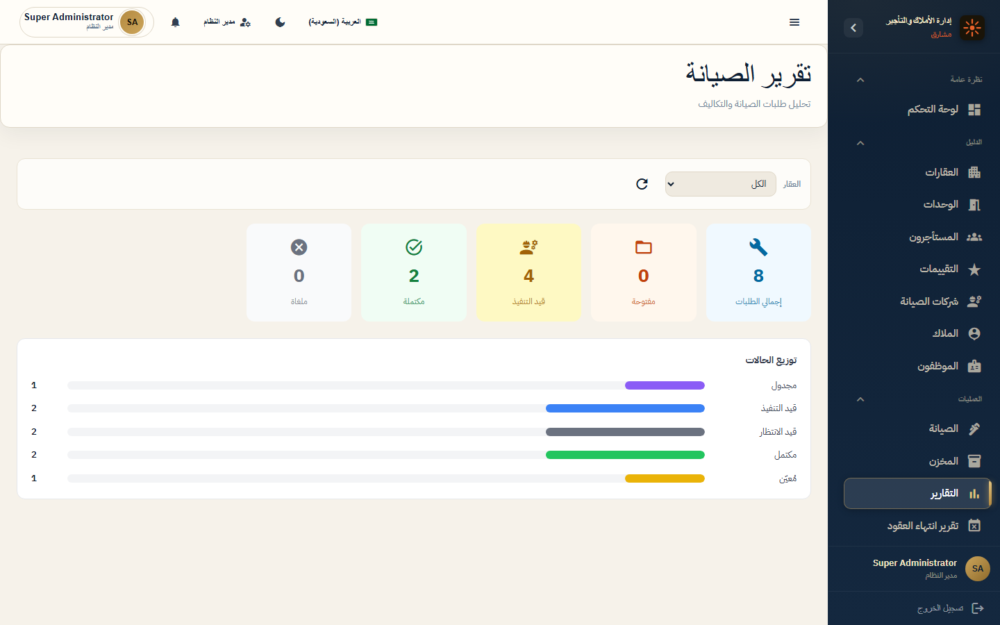 إدارة الأملاك والتأجير
مشارق
نظرة عامة
لوحة التحكم
الدليل
العقارات
الوحدات
المستأجرون
التقييمات
شركات الصيانة
الملاك
الموظفون
العمليات
الصيانة
المخزن
التقارير
تقرير انتهاء العقود
SA
Super Administrator
مدير النظام
تسجيل الخروج
العربية (السعودية)
مدير النظام
SA
Super Administrator
مدير النظام
تقرير الصيانة
تحليل طلبات الصيانة والتكاليف
العقار
الكل
8
إجمالي الطلبات
0
مفتوحة
4
قيد التنفيذ
2
مكتملة
0
ملغاة
توزيع الحالات
مجدول 1
قيد التنفيذ 2
قيد الانتظار 2
مكتمل 2
مُعيّن 1